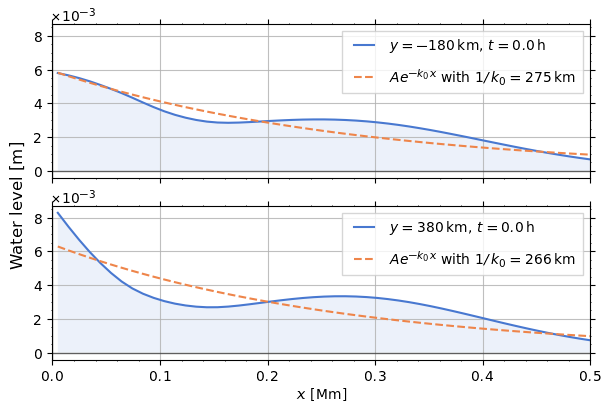 ×10⁻³
8
6
4
2
0
y = −180 km, t = 0.0 h
Ae^{−k₀x} with 1/k₀ = 275 km
Water level [m]
×10⁻³
8
6
4
2
0
y = 380 km, t = 0.0 h
Ae^{−k₀x} with 1/k₀ = 266 km
0.0 0.1 0.2 0.3 0.4 0.5
x [Mm]